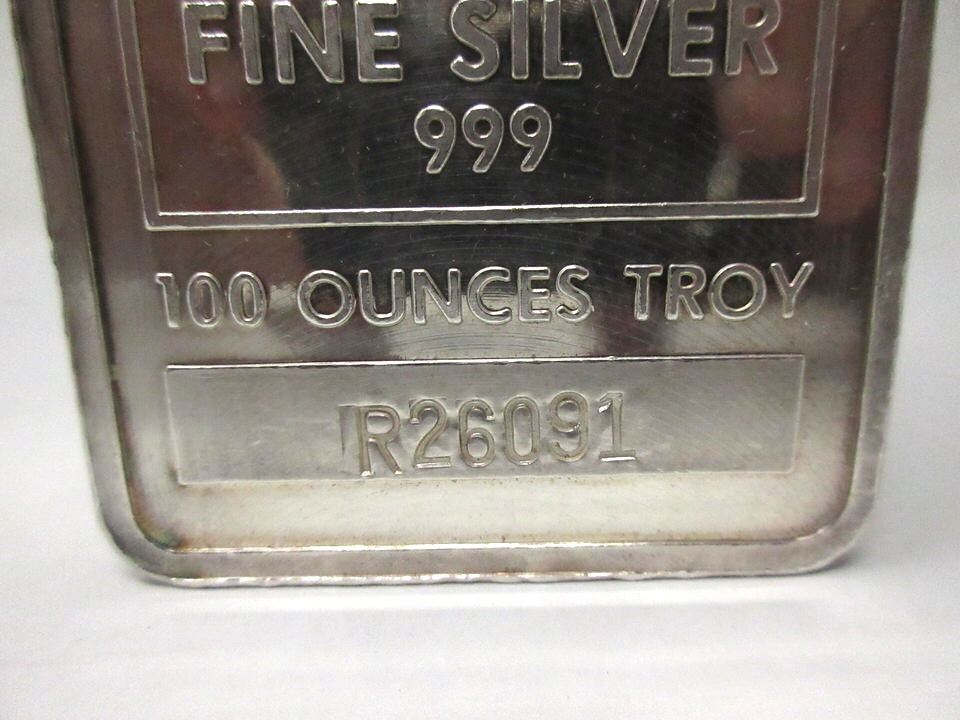 FINE SILVER
999
100 OUNCES TROY
R26091